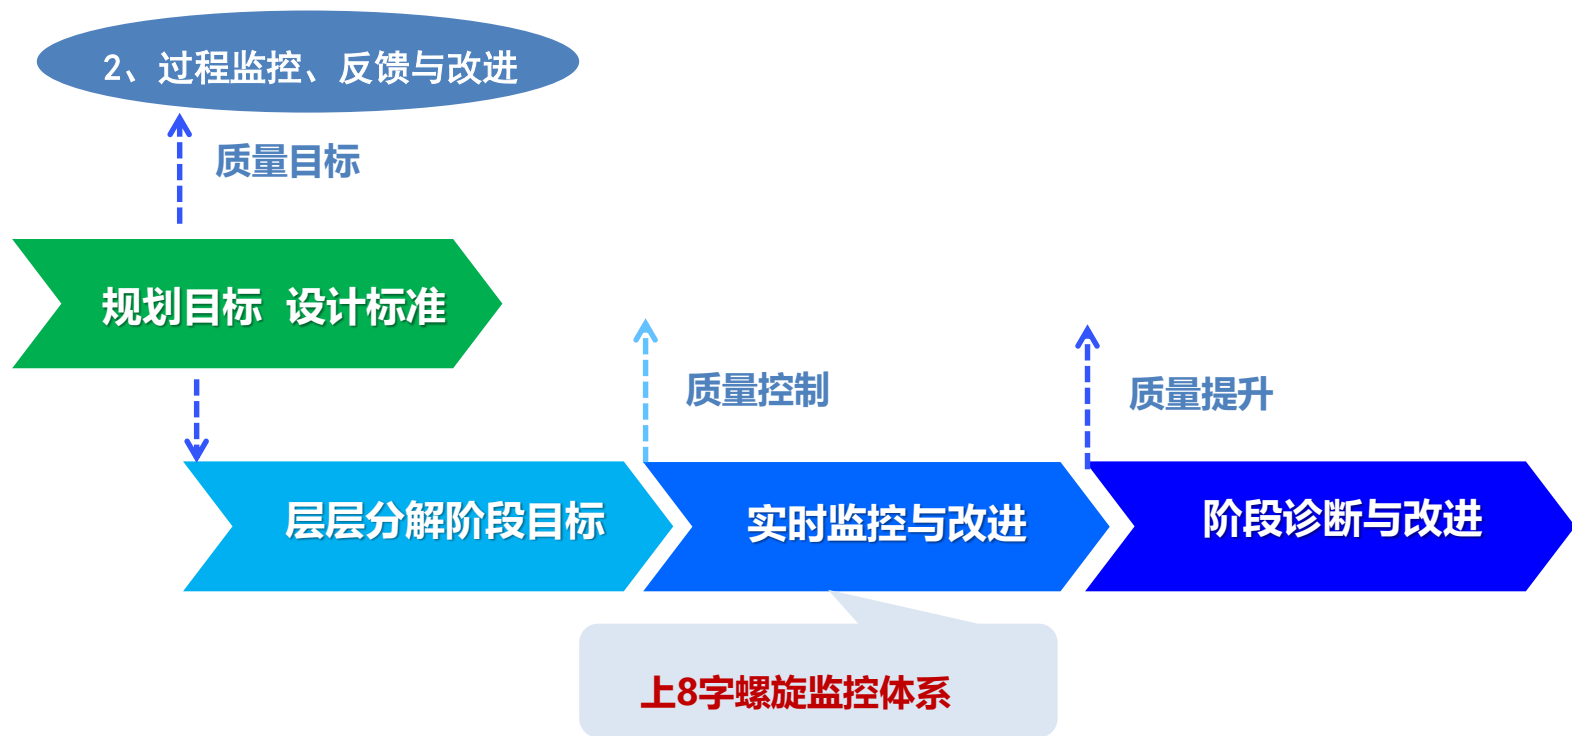 2、过程监控、反馈与改进
质量目标
规划目标 设计标准
质量控制
质量提升
层层分解阶段目标
实时监控与改进
阶段诊断与改进
上8字螺旋监控体系